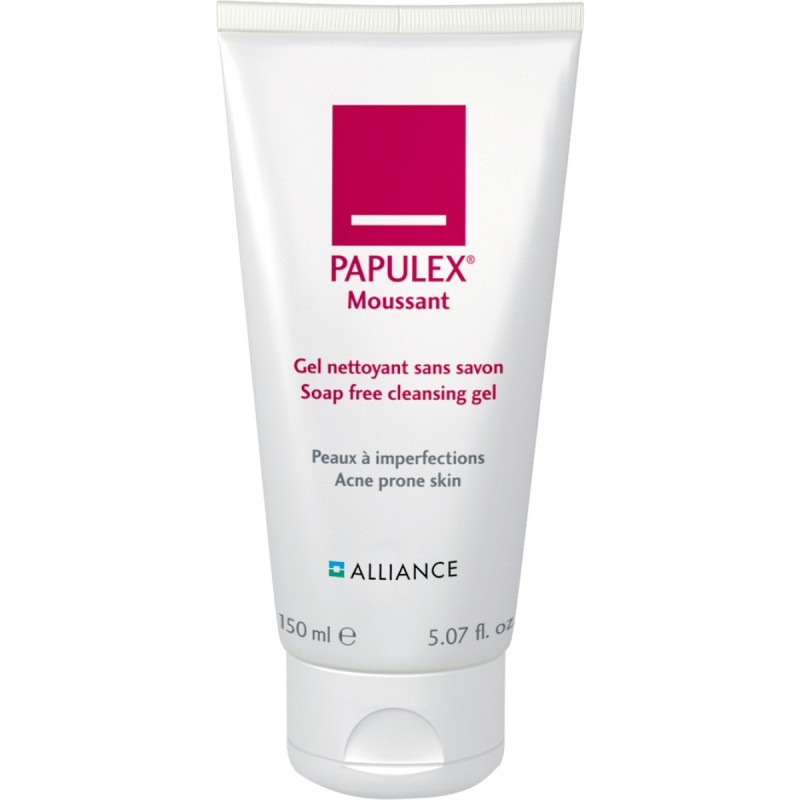 PAPULEX®
Moussant
Gel nettoyant sans savon
Soap free cleansing gel
Peaux à imperfections
Acne prone skin
ALLIANCE
150 ml ℮ 5.07 fl. oz.